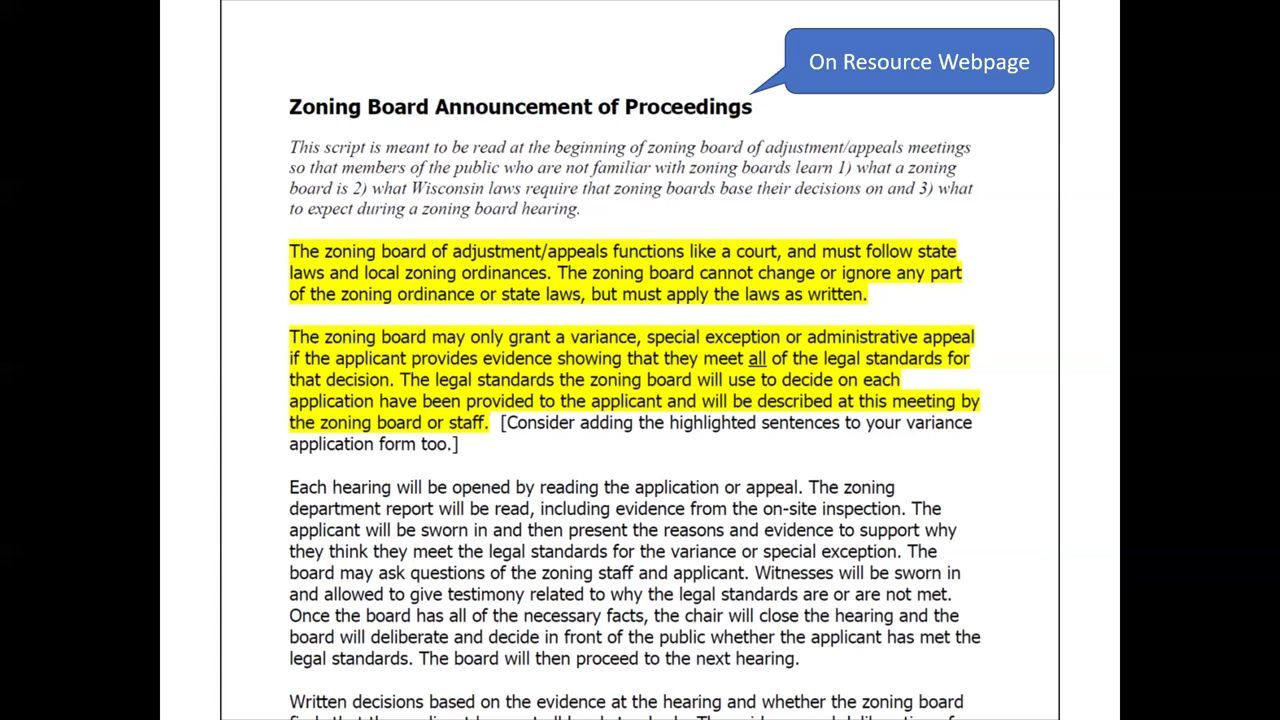 On Resource Webpage
Zoning Board Announcement of Proceedings
This script is meant to be read at the beginning of zoning board of adjustment/appeals meetings
so that members of the public who are not familiar with zoning boards learn 1) what a zoning
board is 2) what Wisconsin laws require that zoning boards base their decisions on and 3) what
to expect during a zoning board hearing.
The zoning board of adjustment/appeals functions like a court, and must follow state
laws and local zoning ordinances. The zoning board cannot change or ignore any part
of the zoning ordinance or state laws, but must apply the laws as written.
The zoning board may only grant a variance, special exception or administrative appeal
if the applicant provides evidence showing that they meet all of the legal standards for
that decision. The legal standards the zoning board will use to decide on each
application have been provided to the applicant and will be described at this meeting by
the zoning board or staff. [Consider adding the highlighted sentences to your variance
application form too.]
Each hearing will be opened by reading the application or appeal. The zoning
department report will be read, including evidence from the on-site inspection. The
applicant will be sworn in and then present the reasons and evidence to support why
they think they meet the legal standards for the variance or special exception. The
board may ask questions of the zoning staff and applicant. Witnesses will be sworn in
and allowed to give testimony related to why the legal standards are or are not met.
Once the board has all of the necessary facts, the chair will close the hearing and the
board will deliberate and decide in front of the public whether the applicant has met the
legal standards. The board will then proceed to the next hearing.
Written decisions based on the evidence at the hearing and whether the zoning board